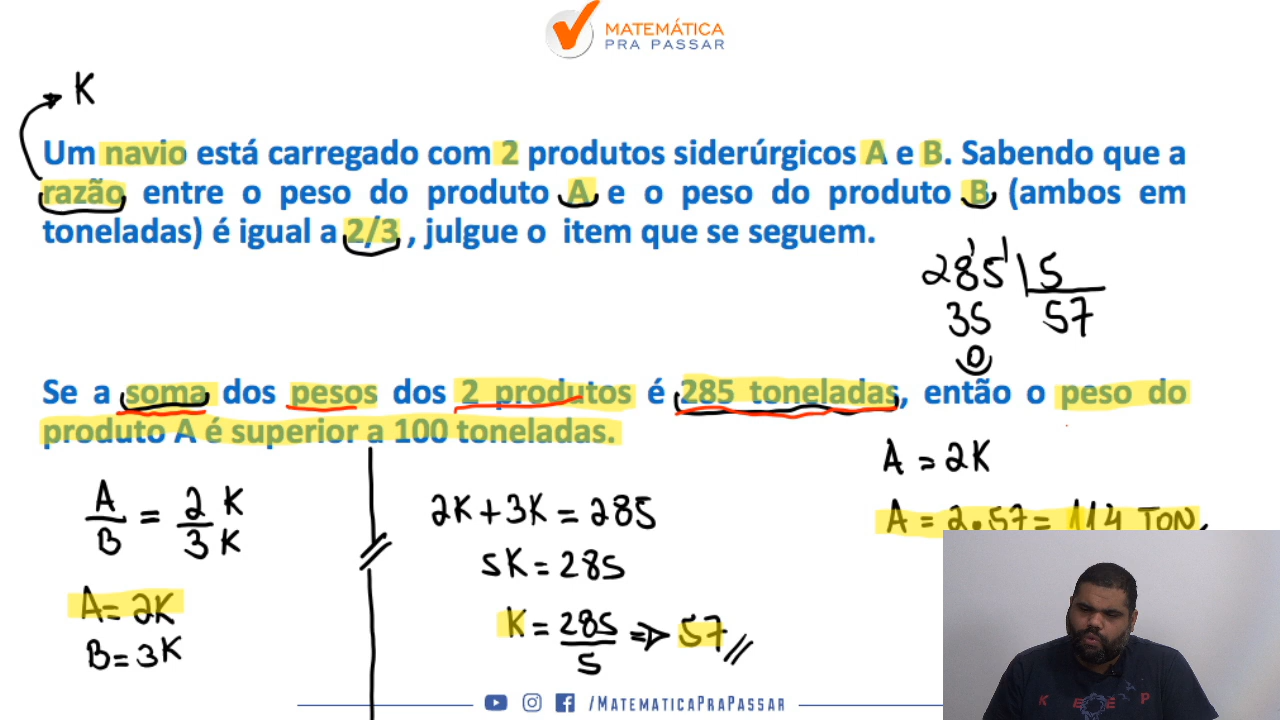 MATEMÁTICA
PRA PASSAR
K
Um navio está carregado com 2 produtos siderúrgicos A e B. Sabendo que a
razão entre o peso do produto A e o peso do produto B (ambos em
toneladas) é igual a 2/3 , julgue o item que se seguem.
285 5
35 57
0
Se a soma dos pesos dos 2 produtos é 285 toneladas, então o peso do
produto A é superior a 100 toneladas.
A/B = 2K/3K
A = 2K
B = 3K
2K + 3K = 285
5K = 285
K = 285/5 => 57//
A = 2K
A = 2.57 = 114 TON.
/MATEMATICAPRAPASSAR
K E E P